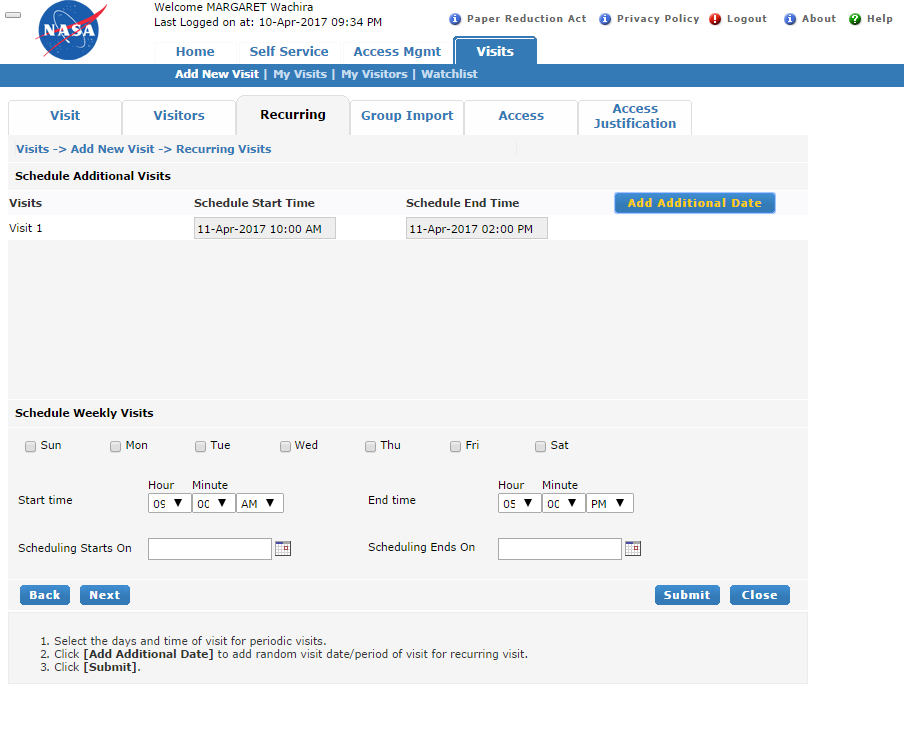 NASA
Welcome MARGARET Wachira
Last Logged on at: 10-Apr-2017 09:34 PM
Paper Reduction Act Privacy Policy Logout About Help
Home Self Service Access Mgmt Visits
Add New Visit | My Visits | My Visitors | Watchlist
Visit Visitors Recurring Group Import Access Access Justification
Visits -> Add New Visit -> Recurring Visits
Schedule Additional Visits
Visits Schedule Start Time Schedule End Time Add Additional Date
Visit 1 11-Apr-2017 10:00 AM 11-Apr-2017 02:00 PM
Schedule Weekly Visits
Sun Mon Tue Wed Thu Fri Sat
Hour Minute Hour Minute
Start time 09 00 AM End time 05 00 PM
Scheduling Starts On Scheduling Ends On
Back Next Submit Close
1. Select the days and time of visit for periodic visits.
2. Click [Add Additional Date] to add random visit date/period of visit for recurring visit.
3. Click [Submit].